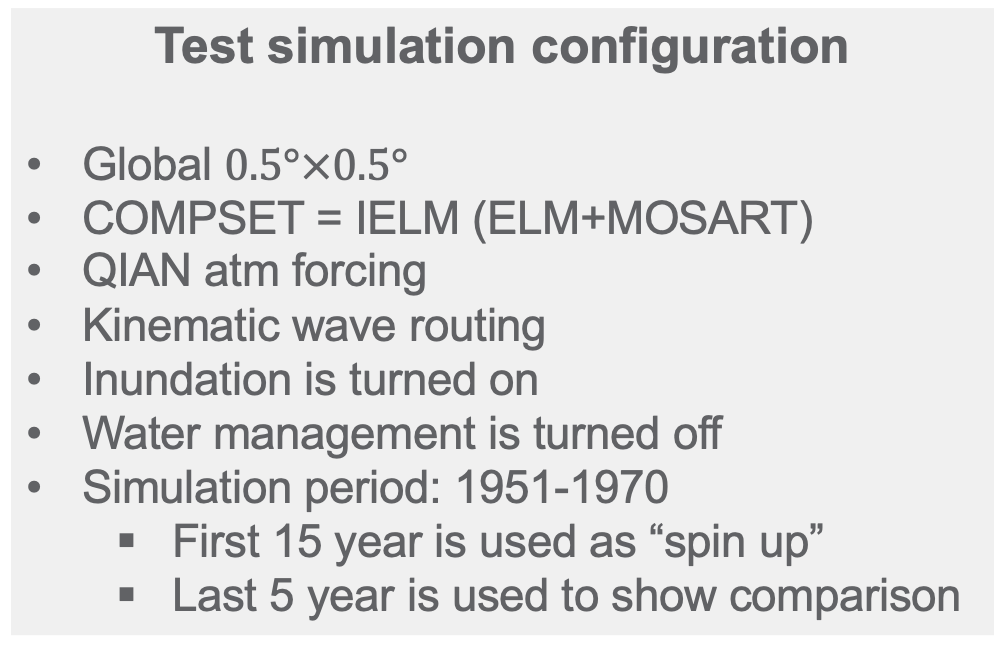 Test simulation configuration
• Global 0.5°×0.5°
• COMPSET = IELM (ELM+MOSART)
• QIAN atm forcing
• Kinematic wave routing
• Inundation is turned on
• Water management is turned off
• Simulation period: 1951-1970
▪ First 15 year is used as “spin up”
▪ Last 5 year is used to show comparison